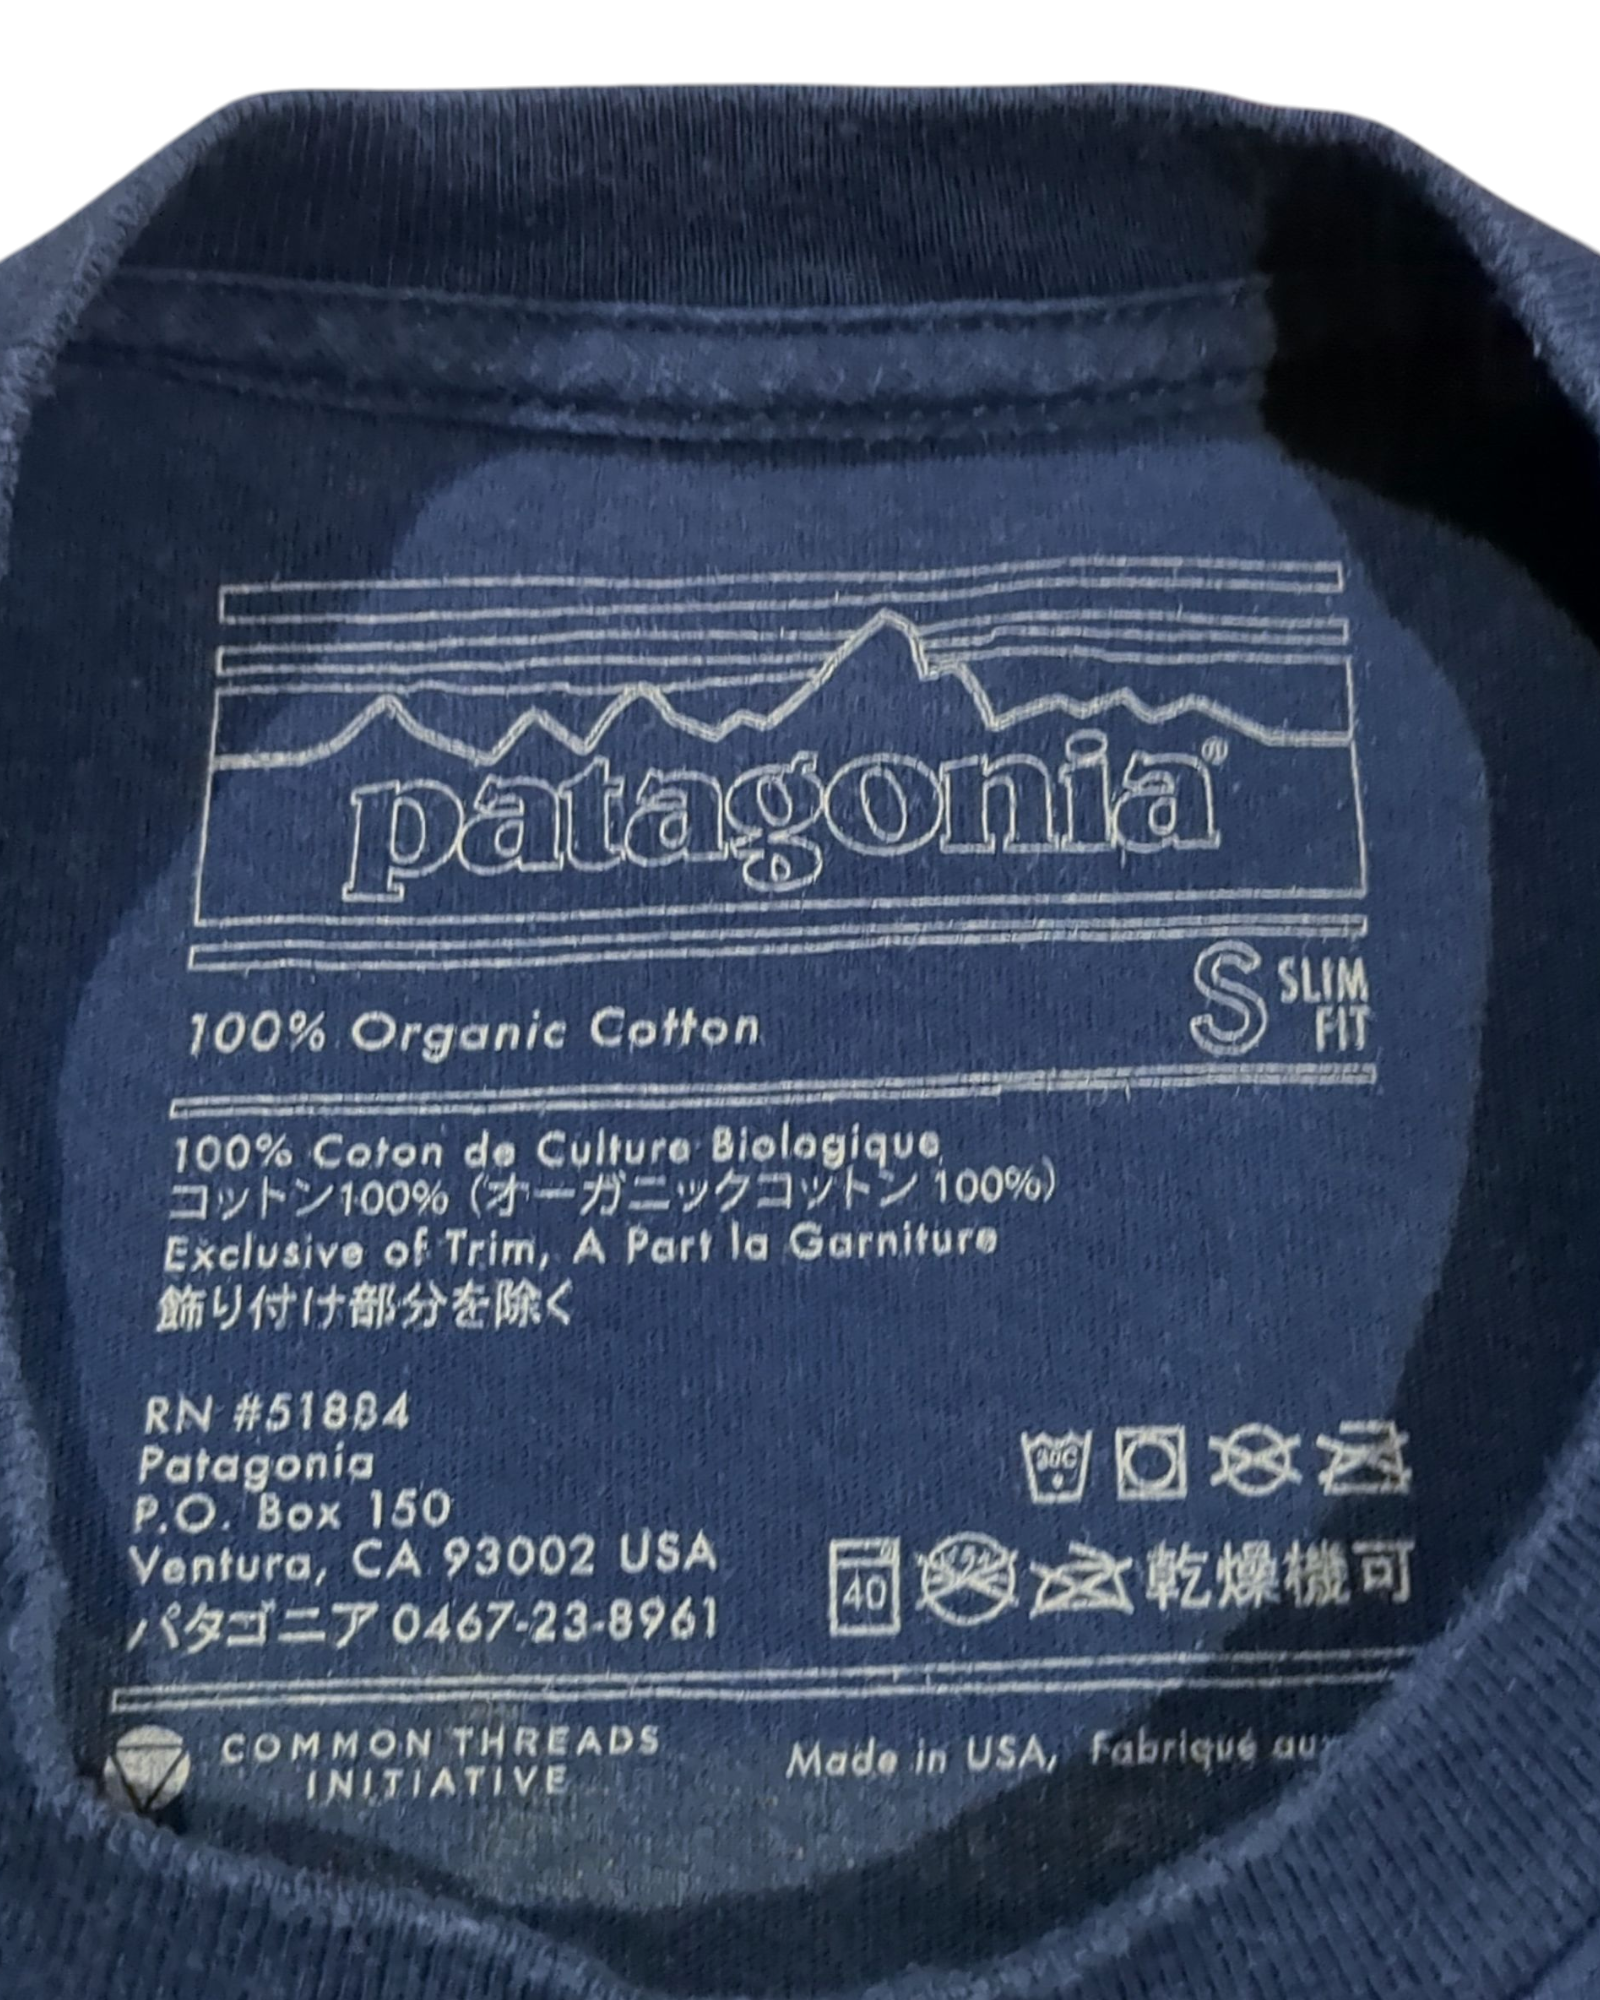 patagonia®
S SLIM FIT
100% Organic Cotton
100% Coton de Culture Biologique
コットン100% (オーガニックコットン 100%)
Exclusive of Trim, A Part la Garniture
飾り付け部分を除く
RN #51884
Patagonia
P.O. Box 150
Ventura, CA 93002 USA
パタゴニア 0467-23-8961
30C
40
乾燥機可
COMMON THREADS
INITIATIVE
Made in USA, Fabriqué